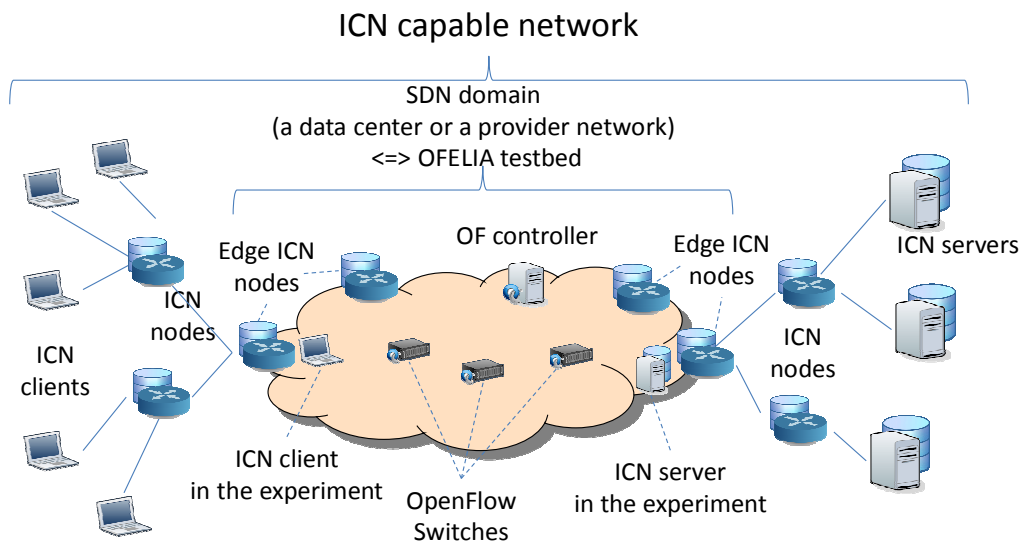 ICN capable network
SDN domain
(a data center or a provider network)
<=> OFELIA testbed
Edge ICN
nodes
OF controller
Edge ICN
nodes
ICN servers
ICN
nodes
ICN
clients
ICN
nodes
ICN client
in the experiment
OpenFlow
Switches
ICN server
in the experiment